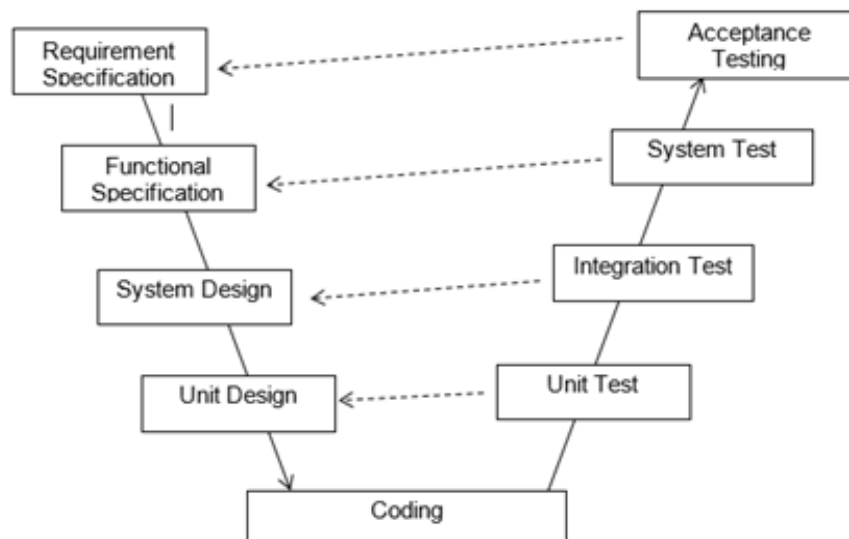 Requirement
Specification
Acceptance
Testing
Functional
Specification
System Test
System Design
Integration Test
Unit Design
Unit Test
Coding